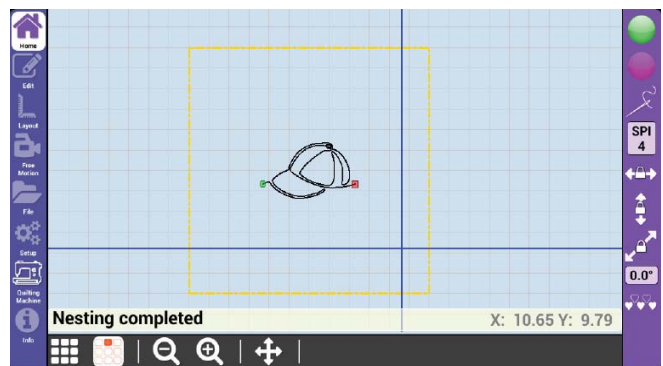 Home
Edit
Layout
Free
Motion
File
Setup
Quilting
Machine
Info
Nesting completed
X: 10.65 Y: 9.79
SPI
4
0.0°